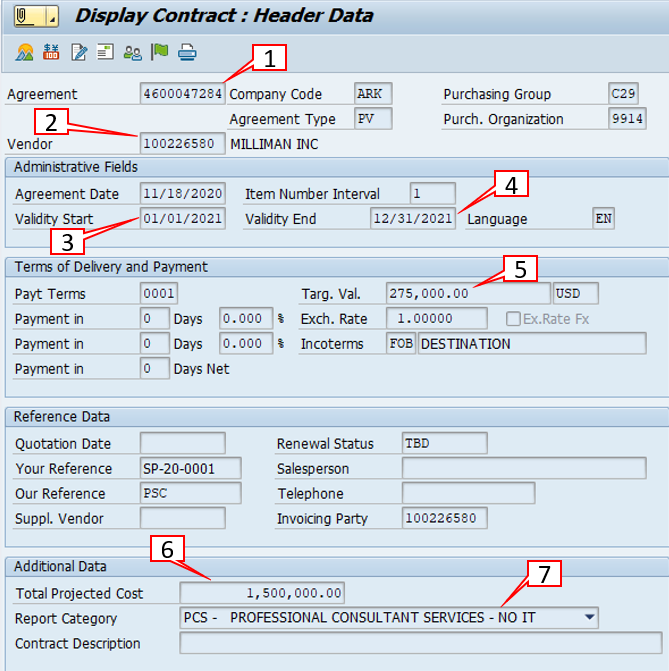 Display Contract : Header Data
1
Agreement 4600047284 Company Code ARK Purchasing Group C29
2 Agreement Type PV Purch. Organization 9914
Vendor 100226580 MILLIMAN INC
Administrative Fields
Agreement Date 11/18/2020 Item Number Interval 1 4
Validity Start 01/01/2021 Validity End 12/31/2021 Language EN
3
Terms of Delivery and Payment 5
Payt Terms 0001 Targ. Val. 275,000.00 USD
Payment in 0 Days 0.000 % Exch. Rate 1.00000 Ex.Rate Fx
Payment in 0 Days 0.000 % Incoterms FOB DESTINATION
Payment in 0 Days Net
Reference Data
Quotation Date Renewal Status TBD
Your Reference SP-20-0001 Salesperson
Our Reference PSC Telephone
Suppl. Vendor Invoicing Party 100226580
6
Additional Data 7
Total Projected Cost 1,500,000.00
Report Category PCS - PROFESSIONAL CONSULTANT SERVICES - NO IT
Contract Description